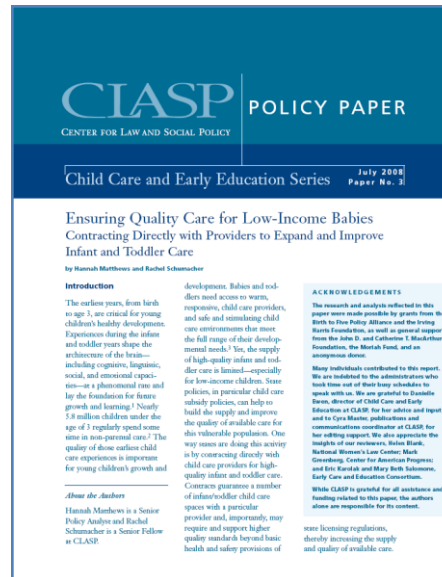 CLASP
CENTER FOR LAW AND SOCIAL POLICY
POLICY PAPER
Child Care and Early Education Series
July 2008
Paper No. 3
Ensuring Quality Care for Low-Income Babies
Contracting Directly with Providers to Expand and Improve
Infant and Toddler Care
by Hannah Matthews and Rachel Schumacher
Introduction
The earliest years, from birth
to age 3, are critical for young
children's healthy development.
Experiences during the infant
and toddler years shape the
architecture of the brain—
including cognitive, linguistic,
social, and emotional capaci-
ties—at a phenomenal rate and
lay the foundation for future
growth and learning.1 Nearly
5.8 million children under the
age of 3 regularly spend some
time in non-parental care.2 The
quality of those earliest child
care experiences is important
for young children's growth and
About the Authors
Hannah Matthews is a Senior
Policy Analyst and Rachel
Schumacher is a Senior Fellow
at CLASP.
development. Babies and tod-
dlers need access to warm,
responsive, child care providers,
and safe and stimulating child
care environments that meet
the full range of their develop-
mental needs.3 Yet, the supply
of high-quality infant and tod-
dler care is limited—especially
for low-income children. State
policies, in particular child care
subsidy policies, can help to
build the supply and improve
the quality of available care for
this vulnerable population. One
way states are doing this activity
is by contracting directly with
child care providers for high-
quality infant and toddler care.
Contracts guarantee a number
of infant/toddler child care
spaces with a particular
provider and, importantly, may
require and support higher
quality standards beyond basic
health and safety provisions of
ACKNOWLEDGEMENTS
The research and analysis reflected in this
paper were made possible by grants from the
Birth to Five Policy Alliance and the Irving
Harris Foundation, as well as general support
from the John D. and Catherine T. MacArthur
Foundation, the Moriah Fund, and an
anonymous donor.
Many individuals contributed to this report.
We are indebted to the administrators who
took time out of their busy schedules to
speak with us. We are grateful to Danielle
Ewen, director of Child Care and Early
Education at CLASP, for her advice and input
and to Cyra Master, publications and
communications coordinator at CLASP, for
her editing support. We also appreciate the
insights of our reviewers, Helen Blank,
National Women's Law Center; Mark
Greenberg, Center for American Progress;
and Eric Karolak and Mary Beth Salomone,
Early Care and Education Consortium.
While CLASP is grateful for all assistance and
funding related to this paper, the authors
alone are responsible for its content.
state licensing regulations,
thereby increasing the supply
and quality of available care.